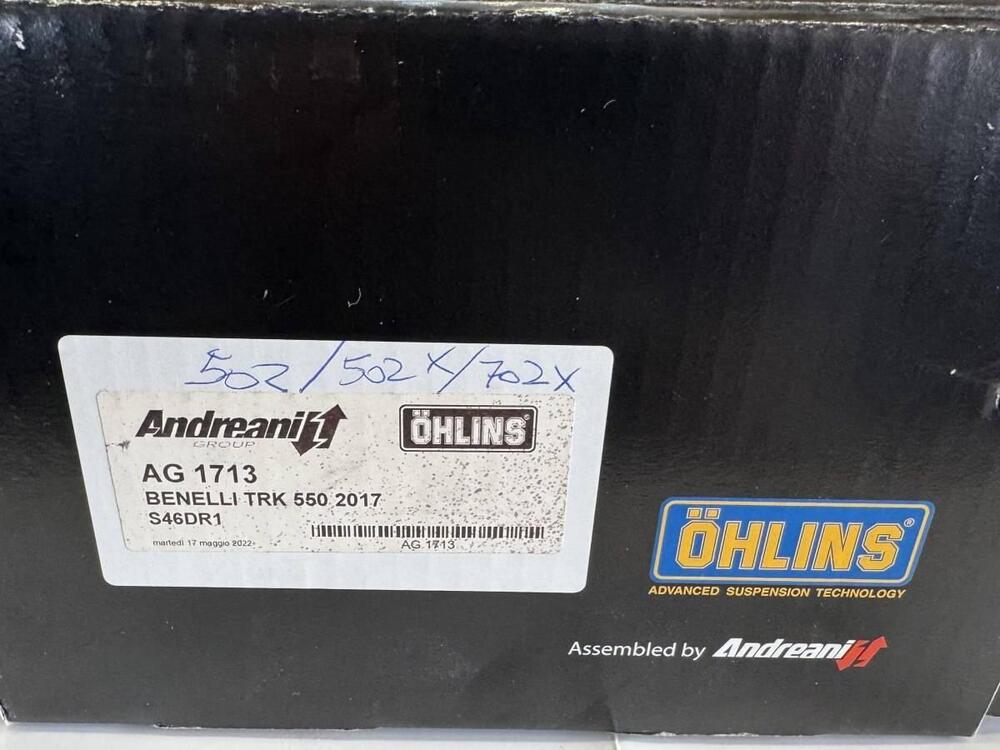 502/502X/702X
Andreani
GROUP
ÖHLINS®
AG 1713
BENELLI TRK 550 2017
S46DR1
martedì 17 maggio 2022
AG 1713
ÖHLINS®
ADVANCED SUSPENSION TECHNOLOGY
Assembled by Andreani